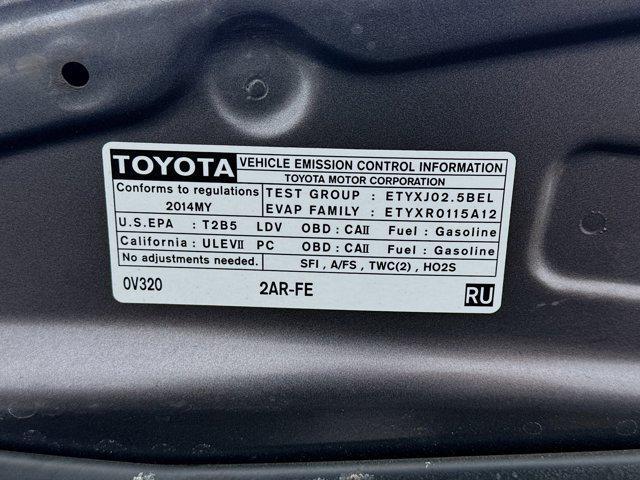 TOYOTA VEHICLE EMISSION CONTROL INFORMATION
TOYOTA MOTOR CORPORATION
Conforms to regulations
2014MY
TEST GROUP : ETYXJ02.5BEL
EVAP FAMILY : ETYXR0115A12
U.S.EPA : T2B5 LDV OBD : CAII Fuel : Gasoline
California : ULEVII PC OBD : CAII Fuel : Gasoline
No adjustments needed. SFI , A/FS , TWC(2) , HO2S
0V320 2AR-FE RU